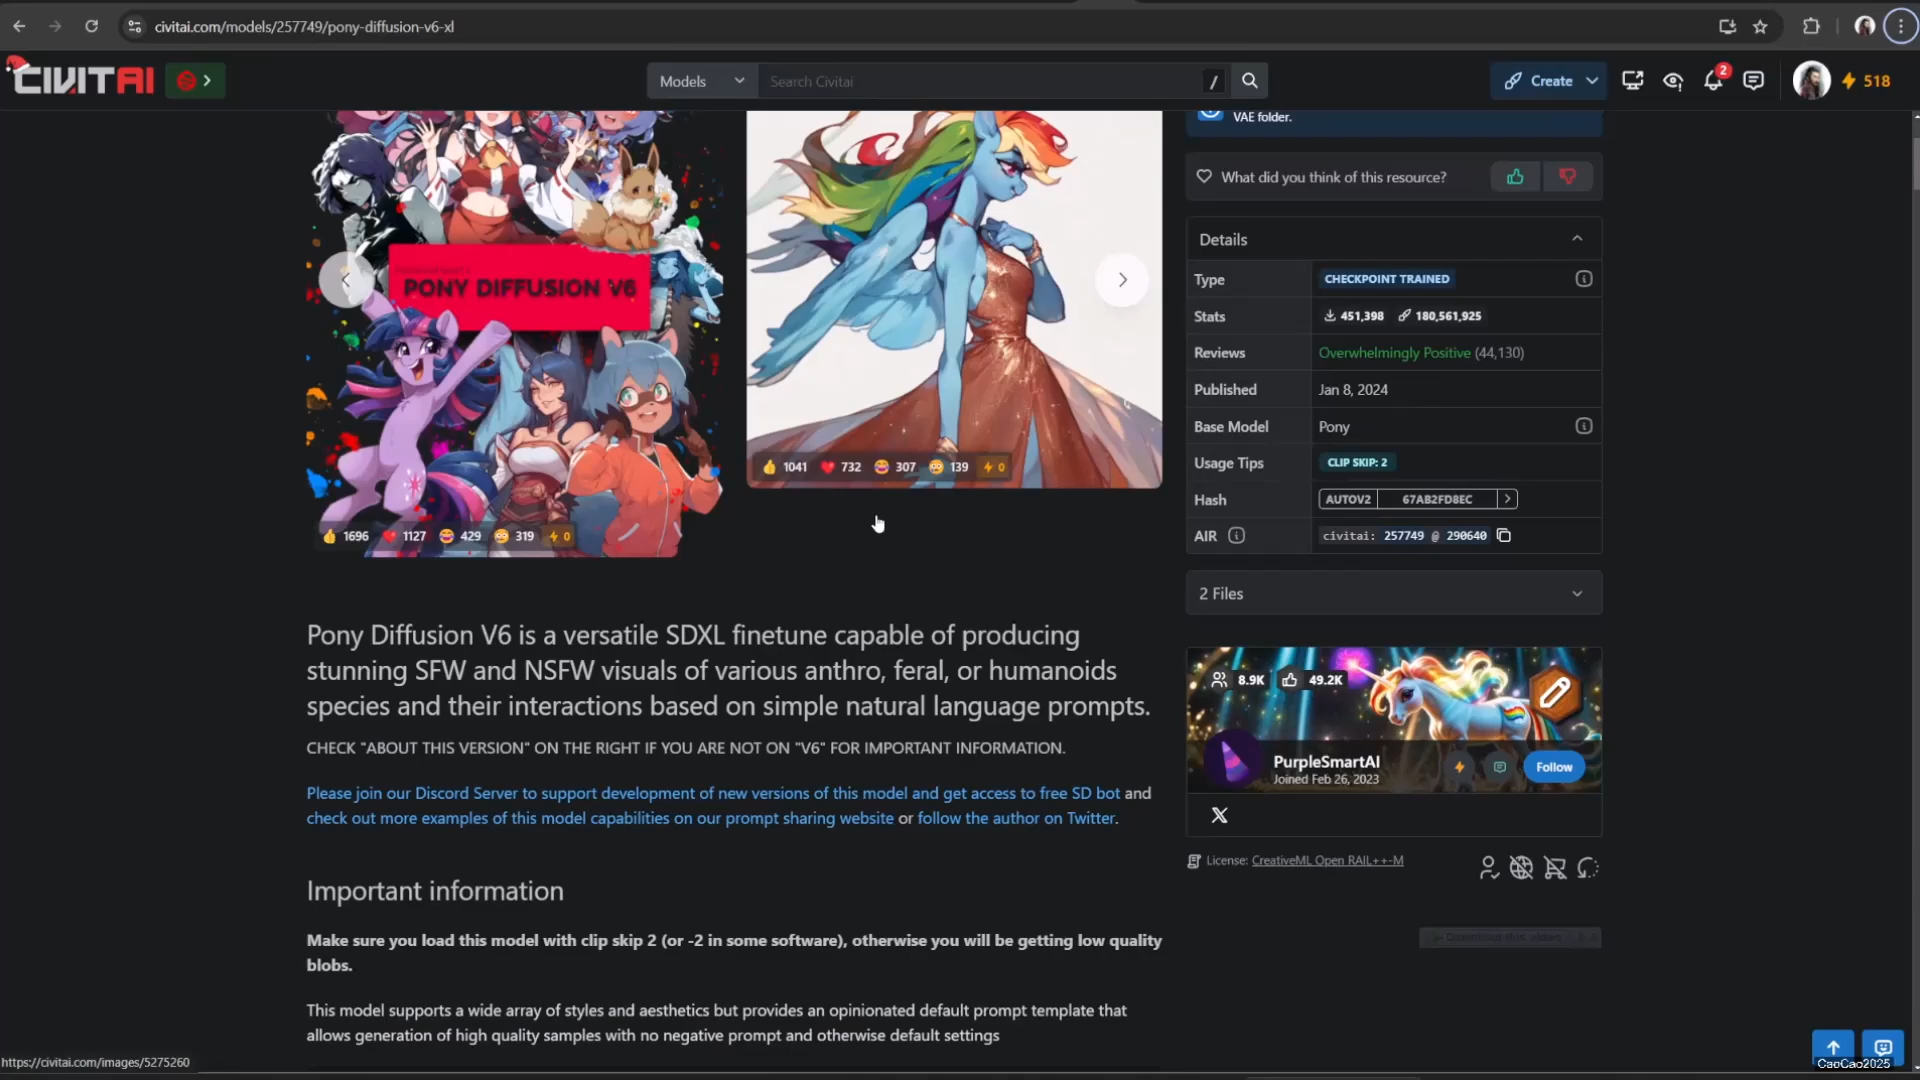 civitai.com/models/257749/pony-diffusion-v6-xl
CIVITAI
Models
Search Civitai
/
Create
2
518
VAE folder.
What did you think of this resource?
PONY DIFFUSION V6
1696 1127 429 319 0
1041 732 307 139 0
Details
Type CHECKPOINT TRAINED
Stats 451,398 180,561,925
Reviews Overwhelmingly Positive (44,130)
Published Jan 8, 2024
Base Model Pony
Usage Tips CLIP SKIP: 2
Hash AUTOV2 67AB2FD8EC
AIR civitai: 257749 @ 290640
2 Files
8.9K 49.2K
PurpleSmartAI
Joined Feb 26, 2023
Follow
License: CreativeML Open RAIL++-M
Pony Diffusion V6 is a versatile SDXL finetune capable of producing
stunning SFW and NSFW visuals of various anthro, feral, or humanoids
species and their interactions based on simple natural language prompts.
CHECK "ABOUT THIS VERSION" ON THE RIGHT IF YOU ARE NOT ON "V6" FOR IMPORTANT INFORMATION.
Please join our Discord Server to support development of new versions of this model and get access to free SD bot and
check out more examples of this model capabilities on our prompt sharing website or follow the author on Twitter.
Important information
Make sure you load this model with clip skip 2 (or -2 in some software), otherwise you will be getting low quality
blobs.
This model supports a wide array of styles and aesthetics but provides an opinionated default prompt template that
allows generation of high quality samples with no negative prompt and otherwise default settings
https://civitai.com/images/5275260
CaoCao2025